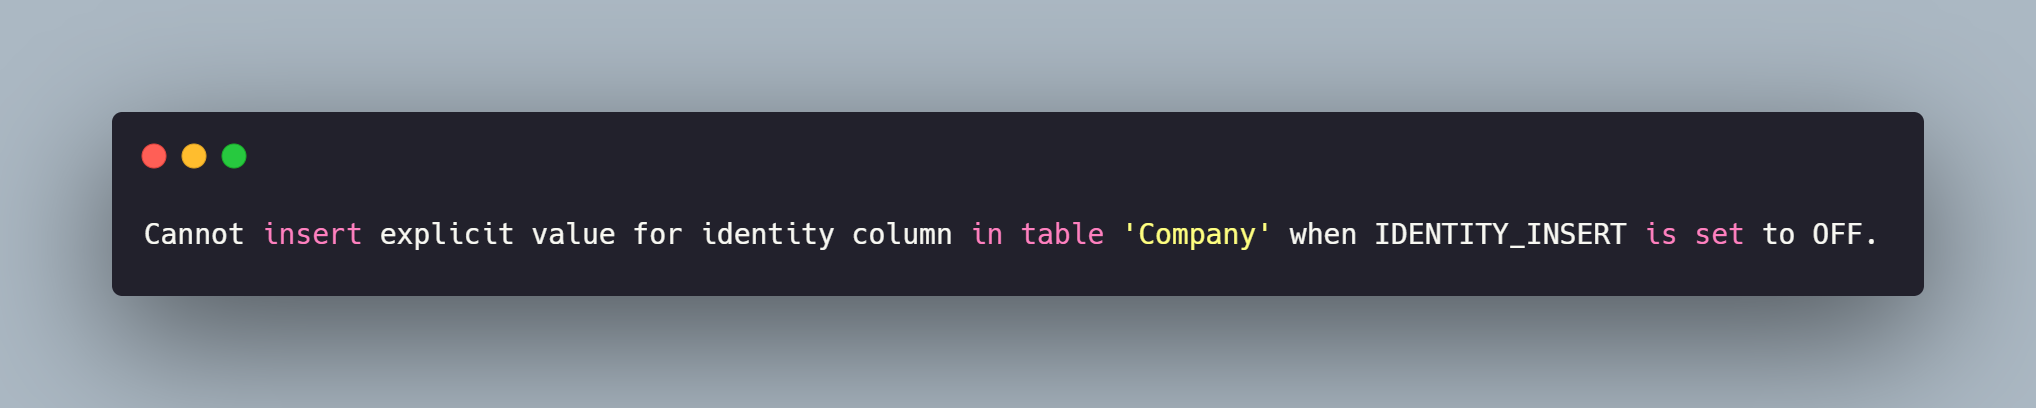 Cannot insert explicit value for identity column in table 'Company' when IDENTITY_INSERT is set to OFF.